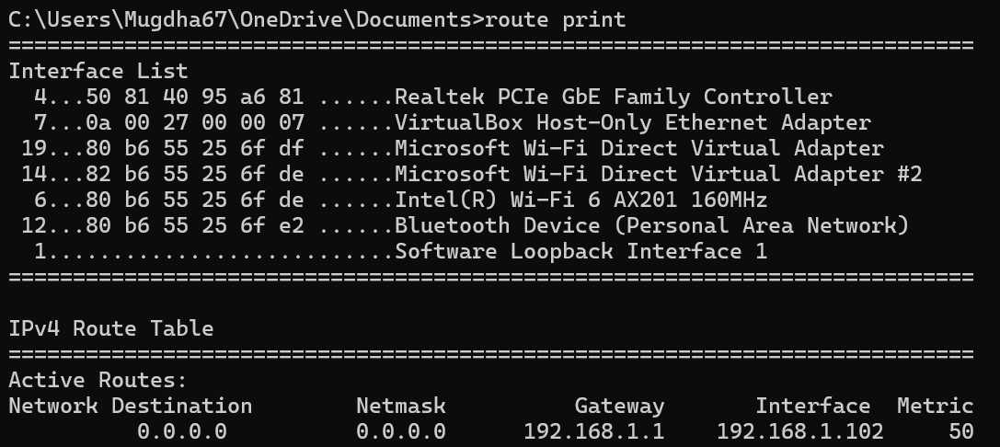 C:\Users\Mugdha67\OneDrive\Documents>route print
===========================================================================
Interface List
  4...50 81 40 95 a6 81 ......Realtek PCIe GbE Family Controller
  7...0a 00 27 00 00 07 ......VirtualBox Host-Only Ethernet Adapter
 19...80 b6 55 25 6f df ......Microsoft Wi-Fi Direct Virtual Adapter
 14...82 b6 55 25 6f de ......Microsoft Wi-Fi Direct Virtual Adapter #2
  6...80 b6 55 25 6f de ......Intel(R) Wi-Fi 6 AX201 160MHz
 12...80 b6 55 25 6f e2 ......Bluetooth Device (Personal Area Network)
  1...........................Software Loopback Interface 1
===========================================================================

IPv4 Route Table
===========================================================================
Active Routes:
Network Destination        Netmask          Gateway       Interface  Metric
          0.0.0.0          0.0.0.0      192.168.1.1    192.168.1.102     50